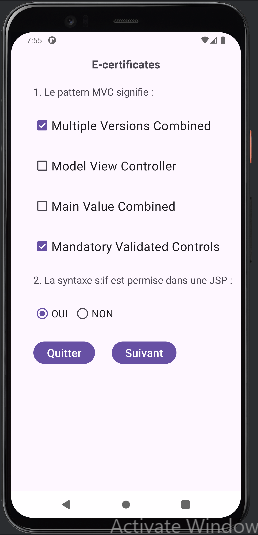 7:55
E-certificates
1. Le pattern MVC signifie :
Multiple Versions Combined
Model View Controller
Main Value Combined
Mandatory Validated Controls
2. La syntaxe s:if est permise dans une JSP :
OUI NON
Quitter Suivant
Activate Window